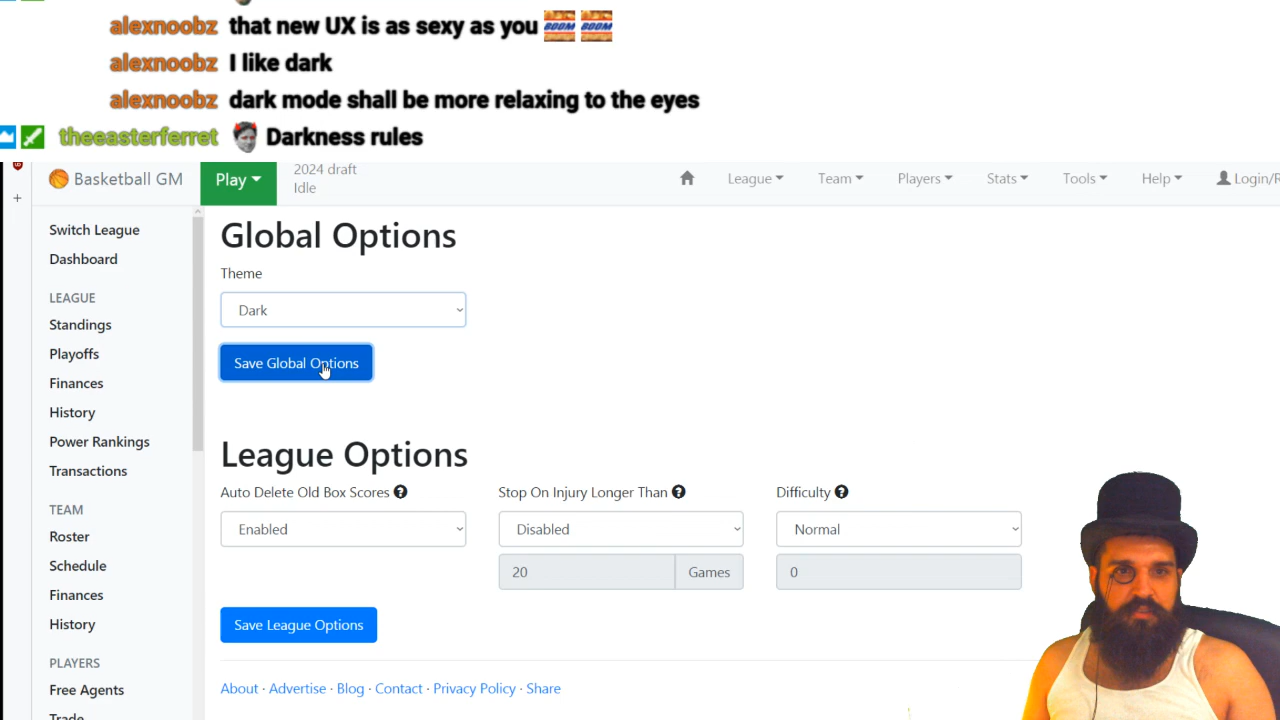 alexnoobz that new UX is as sexy as you BOOM BOOM
alexnoobz I like dark
alexnoobz dark mode shall be more relaxing to the eyes
theeasterferret Darkness rules
Basketball GM
Play
2024 draft
Idle
League
Team
Players
Stats
Tools
Help
Login/R
Switch League
Dashboard
LEAGUE
Standings
Playoffs
Finances
History
Power Rankings
Transactions
TEAM
Roster
Schedule
Finances
History
PLAYERS
Free Agents
Trade
Global Options
Theme
Dark
Save Global Options
League Options
Auto Delete Old Box Scores
Enabled
Stop On Injury Longer Than
Disabled
20 Games
Difficulty
Normal
0
Save League Options
About · Advertise · Blog · Contact · Privacy Policy · Share